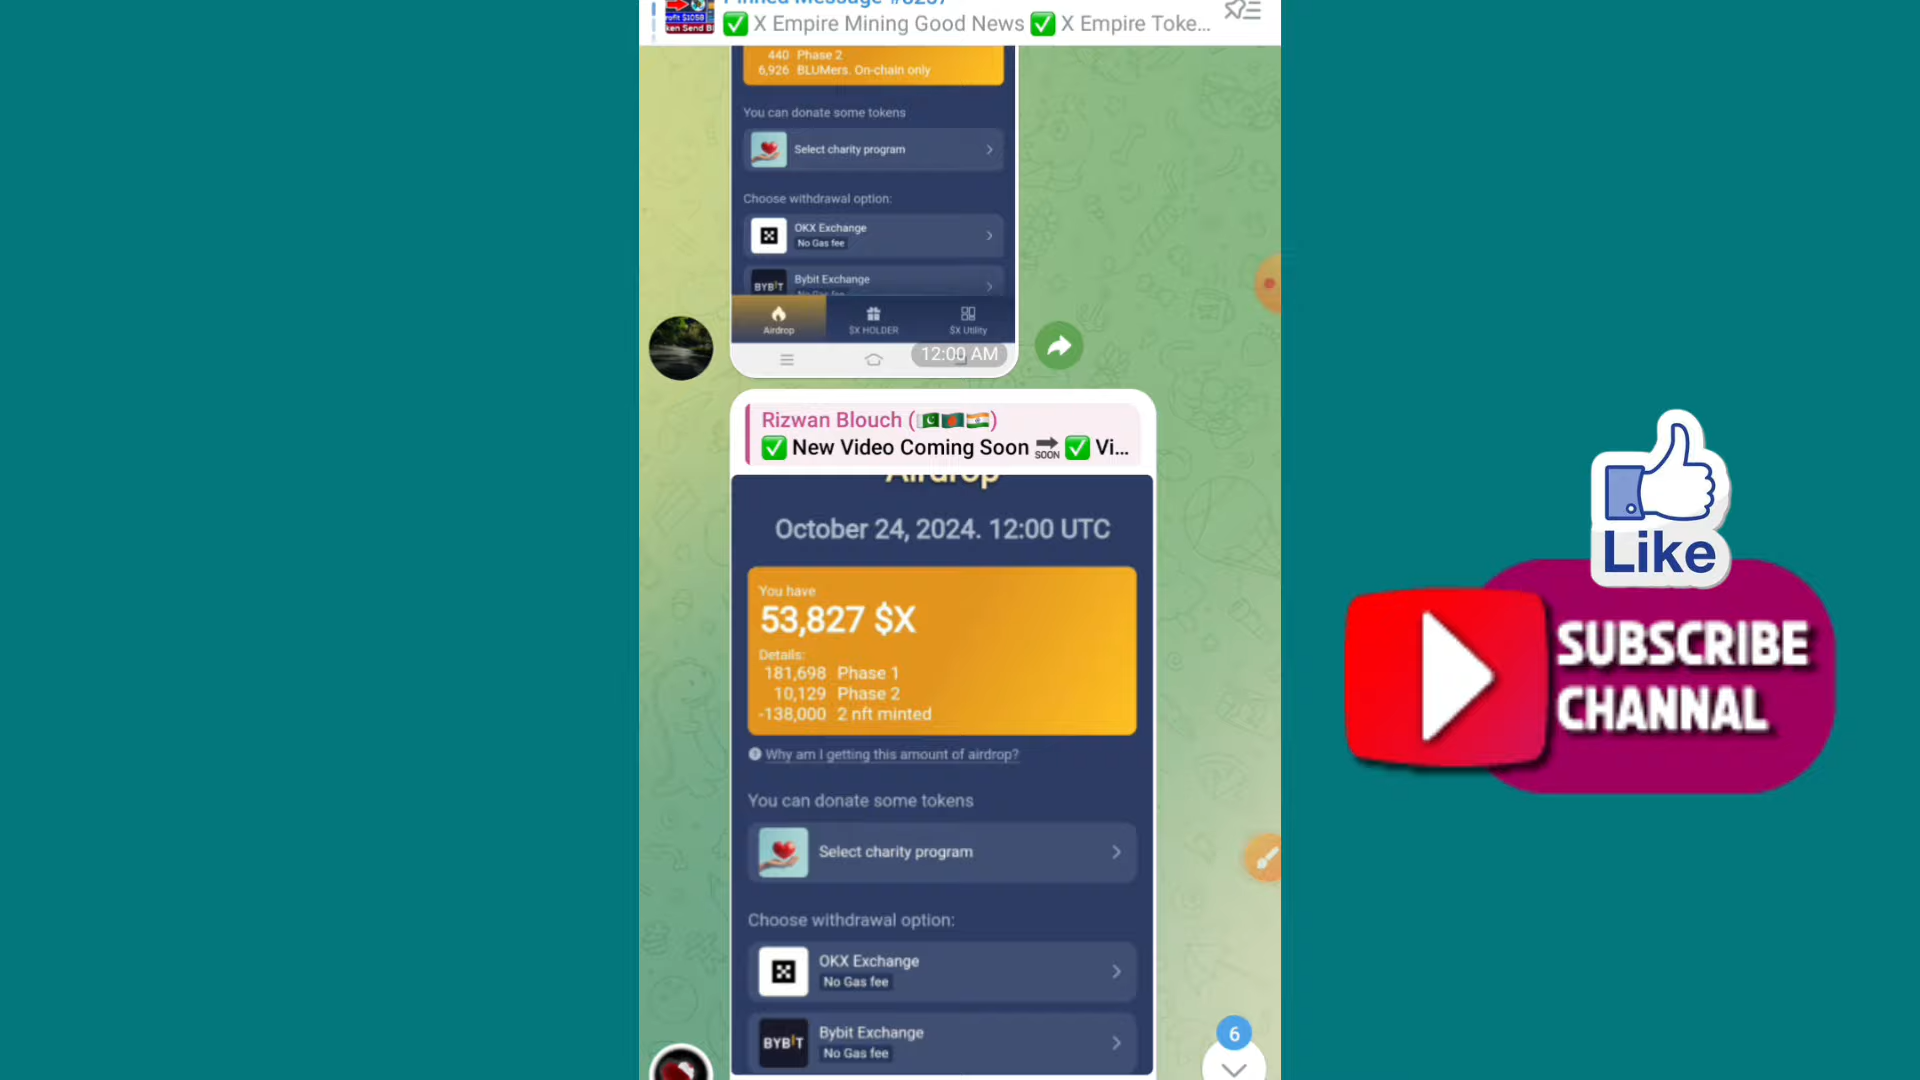 ✅ X Empire Mining Good News ✅ X Empire Toke...
440 Phase 2
6,926 BLUMers. On-chain only
You can donate some tokens
Select charity program
Choose withdrawal option:
OKX Exchange
No Gas fee
Bybit Exchange
BYBIT
Airdrop
$X HOLDER
$X Utility
12:00 AM
Rizwan Blouch (🇵🇰🇧🇩🇮🇳)
✅ New Video Coming Soon 🔜 ✅ Vi...
Airdrop
October 24, 2024. 12:00 UTC
You have
53,827 $X
Details:
181,698 Phase 1
10,129 Phase 2
-138,000 2 nft minted
Why am I getting this amount of airdrop?
You can donate some tokens
Select charity program
Choose withdrawal option:
OKX Exchange
No Gas fee
BYBIT
Bybit Exchange
No Gas fee
6
Like
SUBSCRIBE
CHANNAL